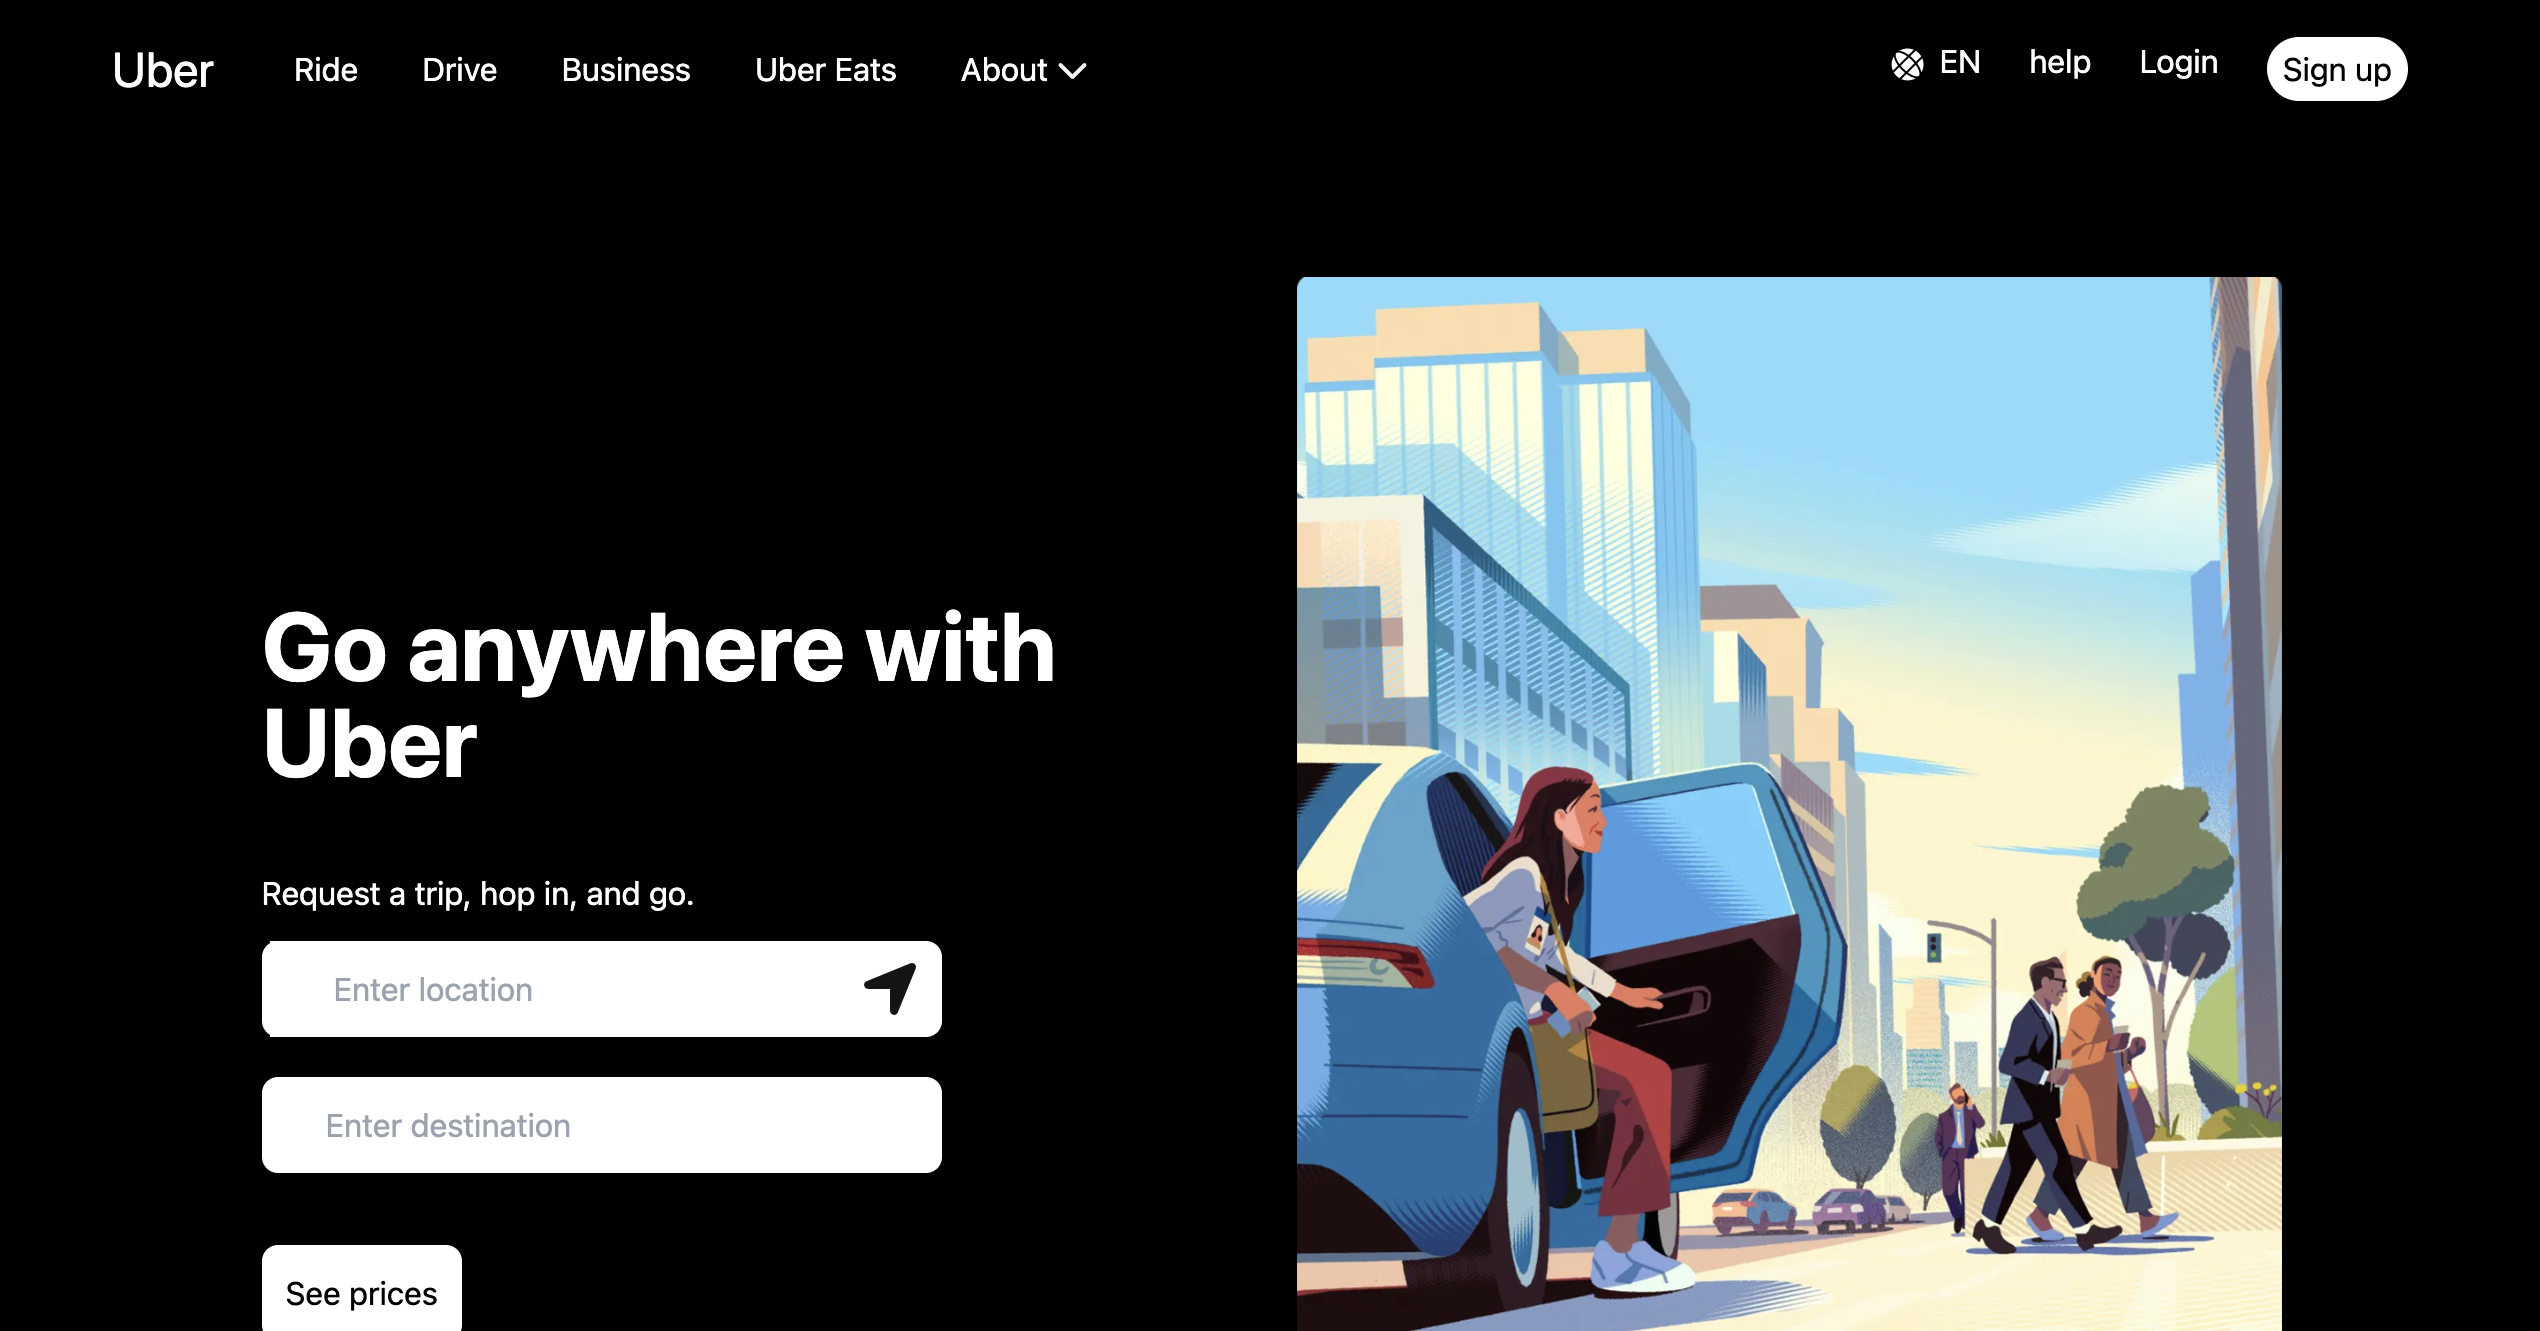 Uber Ride Drive Business Uber Eats About EN help Login Sign up
Go anywhere with
Uber
Request a trip, hop in, and go.
Enter location
Enter destination
See prices